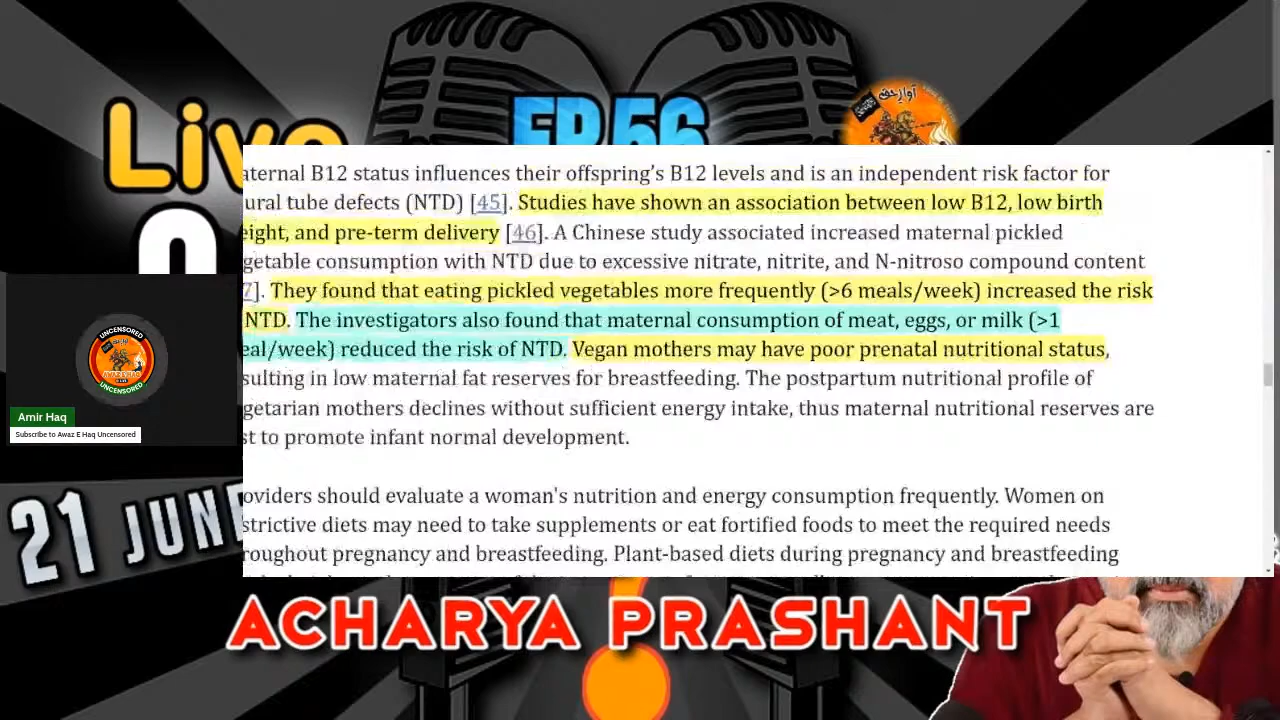 Live
EP 56
آواز حق
aternal B12 status influences their offspring's B12 levels and is an independent risk factor for
ural tube defects (NTD) [45]. Studies have shown an association between low B12, low birth
eight, and pre-term delivery [46]. A Chinese study associated increased maternal pickled
getable consumption with NTD due to excessive nitrate, nitrite, and N-nitroso compound content
7]. They found that eating pickled vegetables more frequently (>6 meals/week) increased the risk
NTD. The investigators also found that maternal consumption of meat, eggs, or milk (>1
eal/week) reduced the risk of NTD. Vegan mothers may have poor prenatal nutritional status,
sulting in low maternal fat reserves for breastfeeding. The postpartum nutritional profile of
getarian mothers declines without sufficient energy intake, thus maternal nutritional reserves are
st to promote infant normal development.
oviders should evaluate a woman's nutrition and energy consumption frequently. Women on
strictive diets may need to take supplements or eat fortified foods to meet the required needs
roughout pregnancy and breastfeeding. Plant-based diets during pregnancy and breastfeeding
UNCENSORED
AWAZ E HAQ
UNCENSORED
Amir Haq
Subscribe to Awaz E Haq Uncensored
21 JUNE
ACHARYA PRASHANT